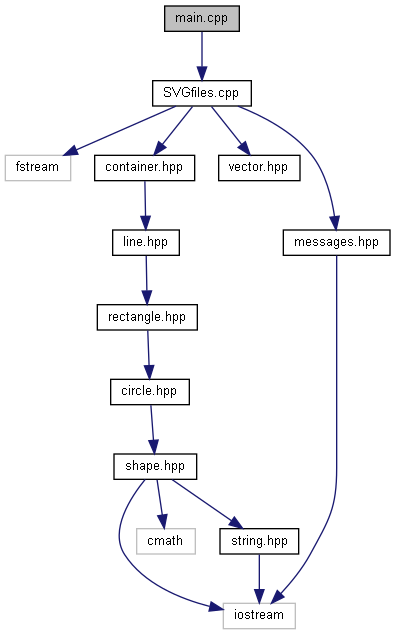 main.cpp
SVGfiles.cpp
fstream
container.hpp
vector.hpp
line.hpp
messages.hpp
rectangle.hpp
circle.hpp
shape.hpp
cmath
string.hpp
iostream